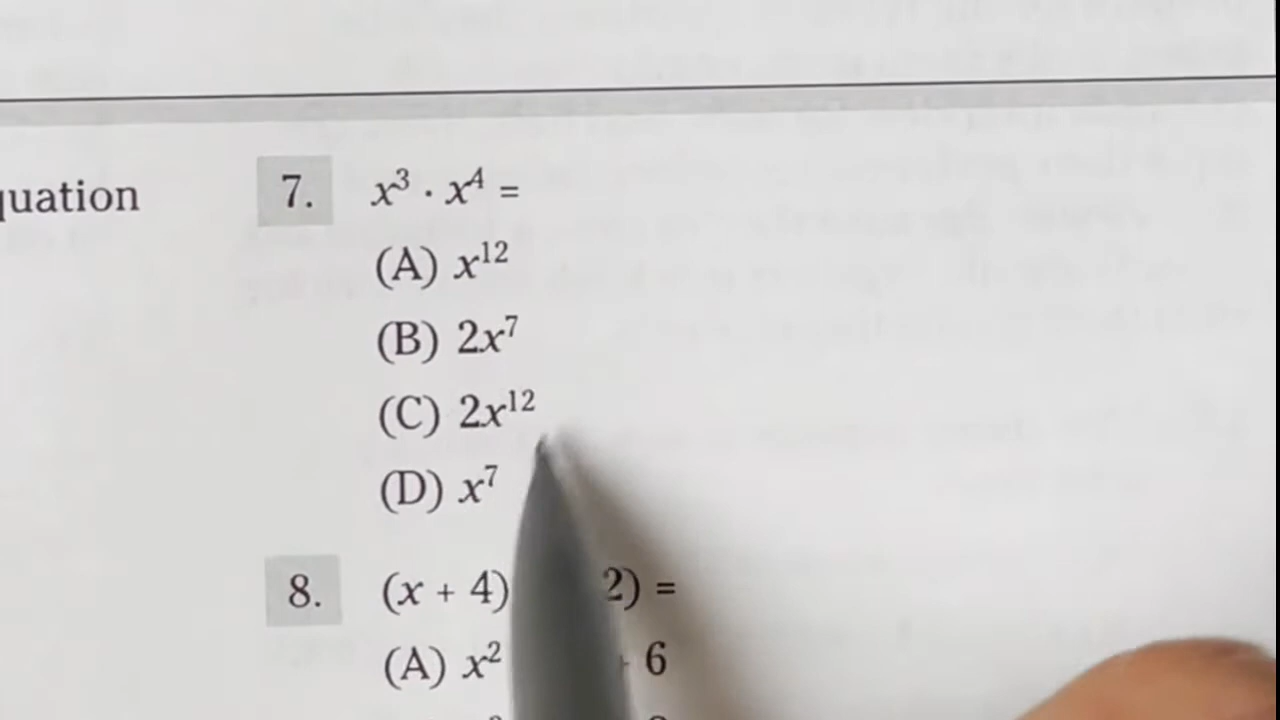 quation
7. x³ · x⁴ =
(A) x¹²
(B) 2x⁷
(C) 2x¹²
(D) x⁷
8. (x + 4) 2) =
(A) x² 6